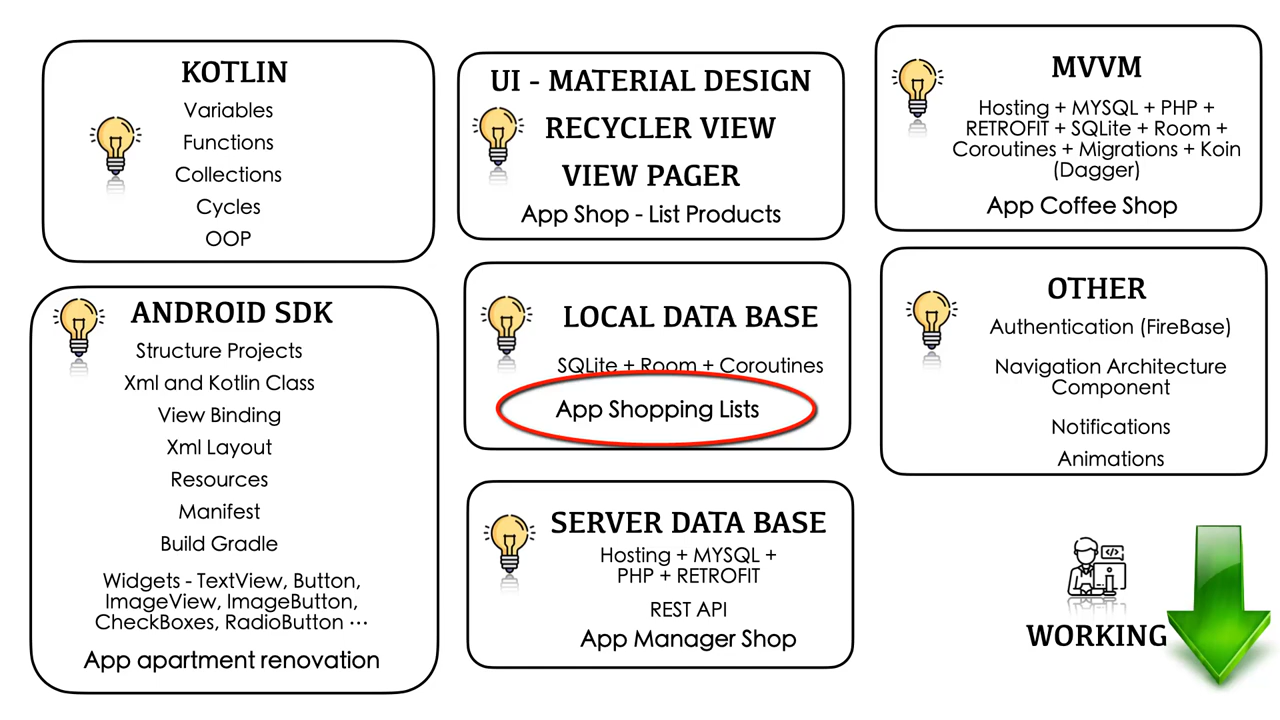 KOTLIN
Variables
Functions
Collections
Cycles
OOP
ANDROID SDK
Structure Projects
Xml and Kotlin Class
View Binding
Xml Layout
Resources
Manifest
Build Gradle
Widgets - TextView, Button,
ImageView, ImageButton,
CheckBoxes, RadioButton ···
App apartment renovation
UI - MATERIAL DESIGN
RECYCLER VIEW
VIEW PAGER
App Shop - List Products
LOCAL DATA BASE
SQLite + Room + Coroutines
App Shopping Lists
SERVER DATA BASE
Hosting + MYSQL +
PHP + RETROFIT
REST API
App Manager Shop
MVVM
Hosting + MYSQL + PHP +
RETROFIT + SQLite + Room +
Coroutines + Migrations + Koin
(Dagger)
App Coffee Shop
OTHER
Authentication (FireBase)
Navigation Architecture
Component
Notifications
Animations
WORKING